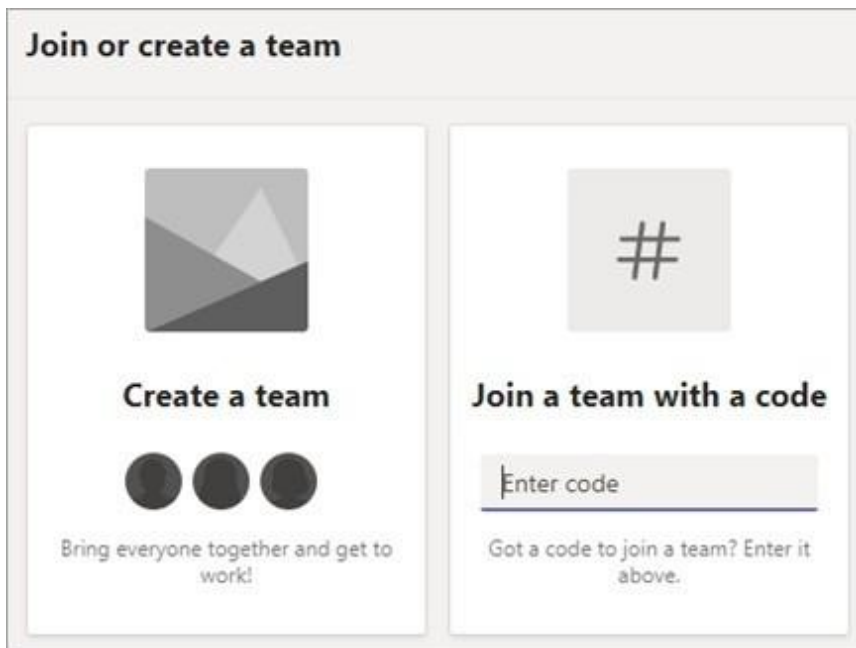 Join or create a team
#
Create a team
Bring everyone together and get to
work!
Join a team with a code
Enter code
Got a code to join a team? Enter it
above.